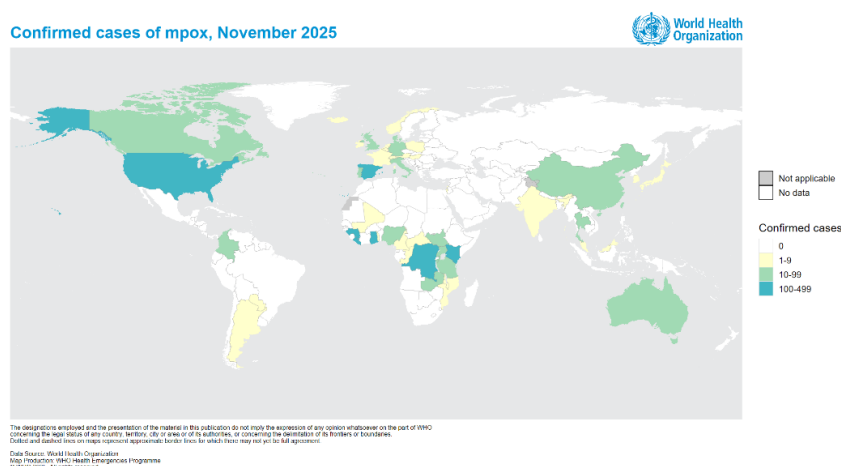 Confirmed cases of mpox, November 2025
World Health
Organization
Not applicable
No data
Confirmed cases
0
1-9
10-99
100-499
The designations employed and the presentation of the material in this publication do not imply the expression of any opinion whatsoever on the part of WHO
concerning the legal status of any country, territory, city or area or of its authorities, or concerning the delimitation of its frontiers or boundaries.
Dotted and dashed lines on maps represent approximate border lines for which there may not yet be full agreement.
Data Source: World Health Organization
Map Production: WHO Health Emergencies Programme